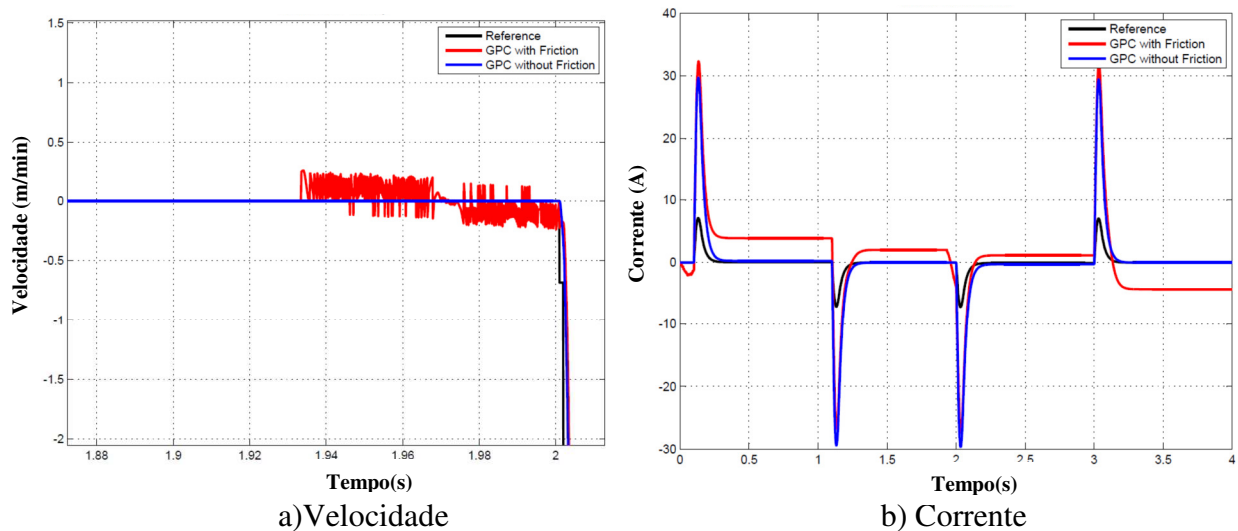 1.5
1
0.5
0
-0.5
-1
-1.5
-2
Velocidade (m/min)
Reference
GPC with Friction
GPC without Friction
1.88 1.9 1.92 1.94 1.96 1.98 2
Tempo(s)
a)Velocidade
40
30
20
10
0
-10
-20
-30
Corrente (A)
Reference
GPC with Friction
GPC without Friction
0 0.5 1 1.5 2 2.5 3 3.5 4
Tempo(s)
b) Corrente